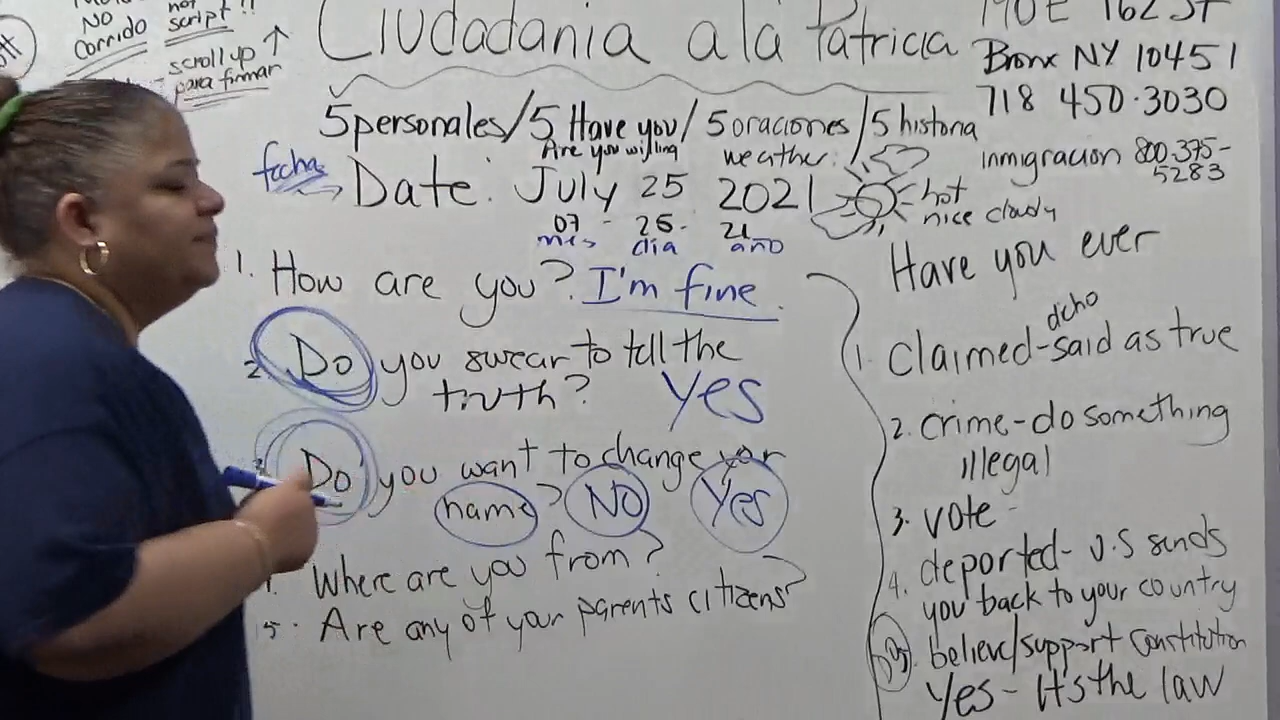 NO
Corrido
not
script!!
scroll up
para firmar
Ciudadania a la Patricia
190 E 162 ST
Bronx NY 10451
718 450.3030
inmigracion 800.375-
5283
5 personales/5 Have you/5 oraciones/5 historia
Are you willing
weather:
fecha
Date: July 25 2021
hot
nice cloudy
07 - 25. 21
mes dia año
1. How are you? I'm fine.
2. Do you swear to tell the
truth? Yes
3. Do you want to change your
name? No Yes
Where are you from?
5. Are any of your parents citizens?
Have you ever
dcho
1. Claimed-said as true
2. crime-do something
illegal
3. vote -
4. deported- U.S sends
you back to your country
believe/support Constitution
Yes - It's the law